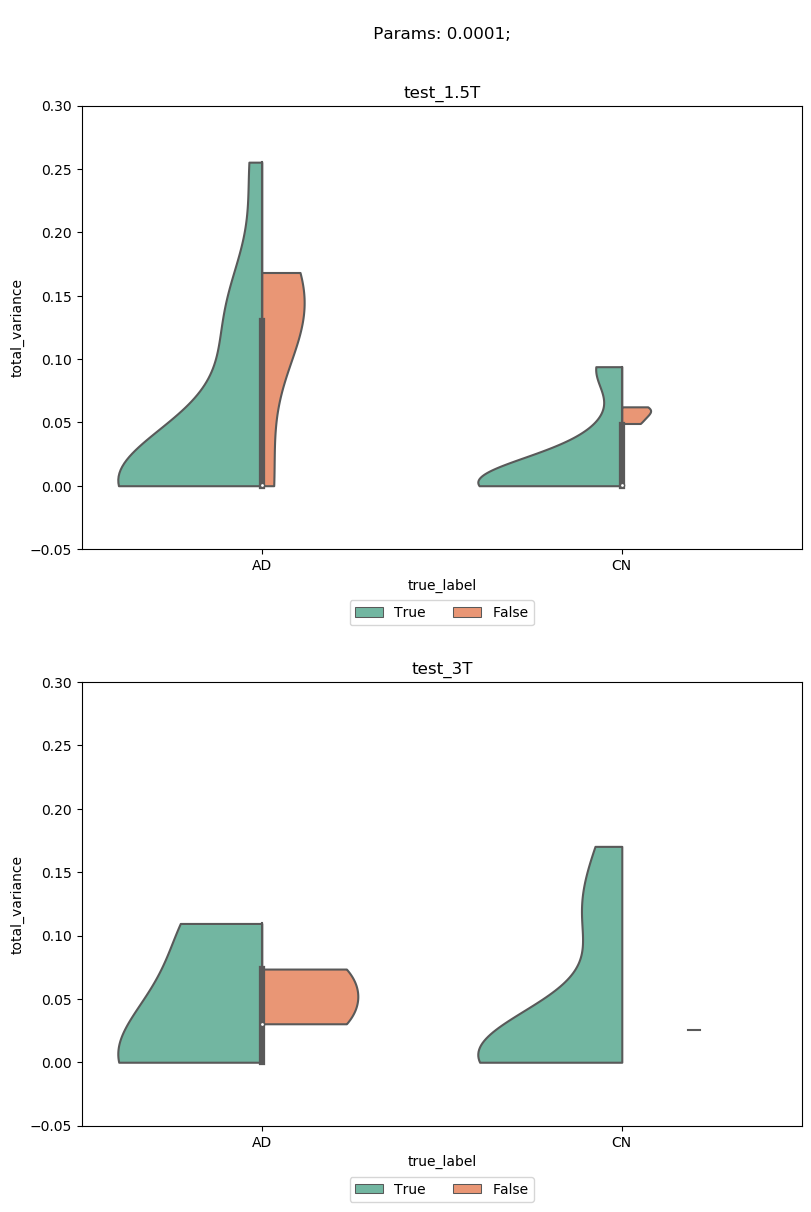 Params: 0.0001;
test_1.5T
0.30
0.25
0.20
0.15
0.10
0.05
0.00
−0.05
total_variance
AD CN
true_label
True False
test_3T
0.30
0.25
0.20
0.15
0.10
0.05
0.00
−0.05
total_variance
AD CN
true_label
True False